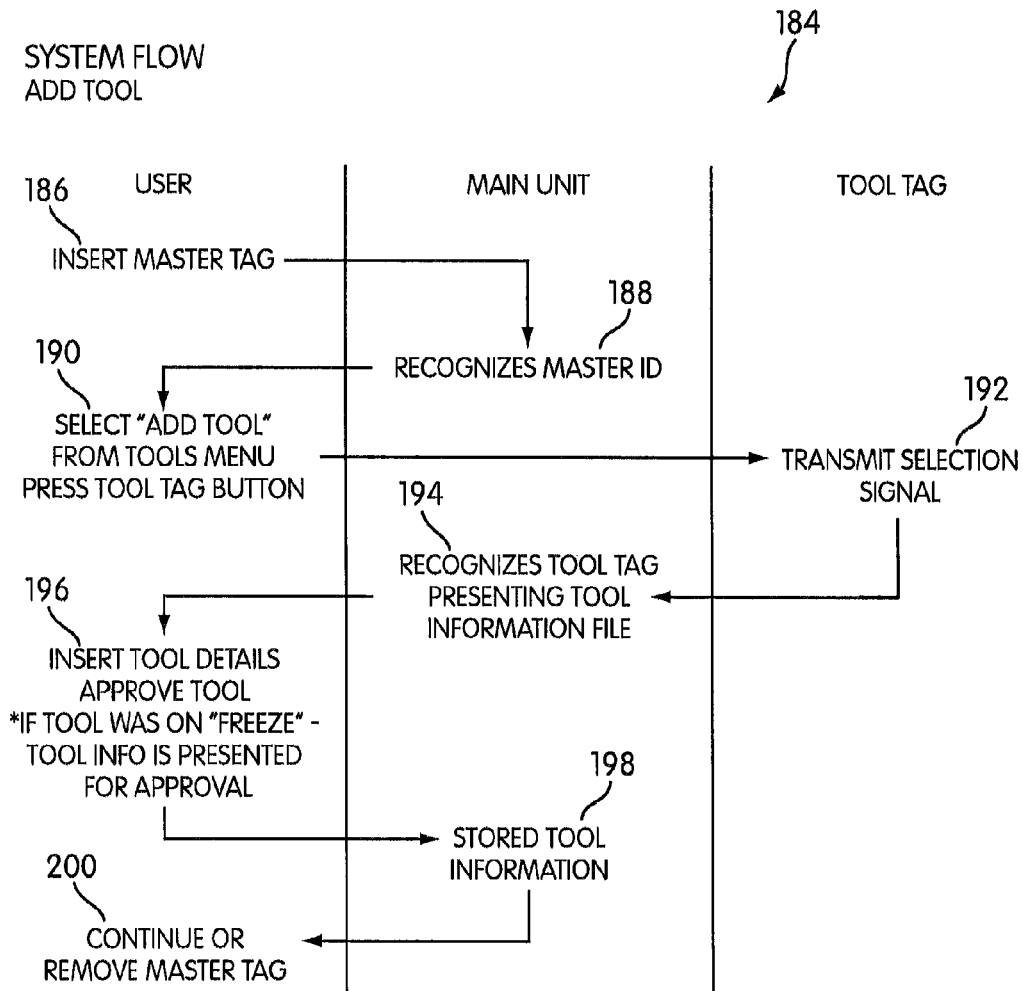 184
SYSTEM FLOW
ADD TOOL
USER
MAIN UNIT
TOOL TAG
186
INSERT MASTER TAG
188
RECOGNIZES MASTER ID
190
SELECT "ADD TOOL"
FROM TOOLS MENU
PRESS TOOL TAG BUTTON
192
TRANSMIT SELECTION
SIGNAL
194
RECOGNIZES TOOL TAG
PRESENTING TOOL
INFORMATION FILE
196
INSERT TOOL DETAILS
APPROVE TOOL
*IF TOOL WAS ON "FREEZE" -
TOOL INFO IS PRESENTED
FOR APPROVAL
198
STORED TOOL
INFORMATION
200
CONTINUE OR
REMOVE MASTER TAG